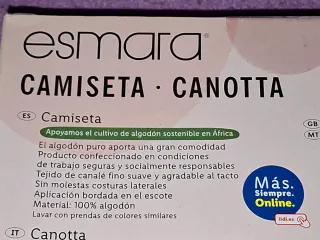 esmara®
CAMISETA · CANOTTA
ES Camiseta
GB
Apoyamos el cultivo de algodón sostenible en África
MT
El algodón puro aporta una gran comodidad
Producto confeccionado en condiciones
de trabajo seguras y socialmente responsables
Tejido de canalé fino suave y agradable al tacto
Sin molestas costuras laterales
Aplicación bordada en el escote
Material: 100% algodón
Lavar con prendas de colores similares
Más.
Siempre.
Online.
lidl.es
IT Canotta